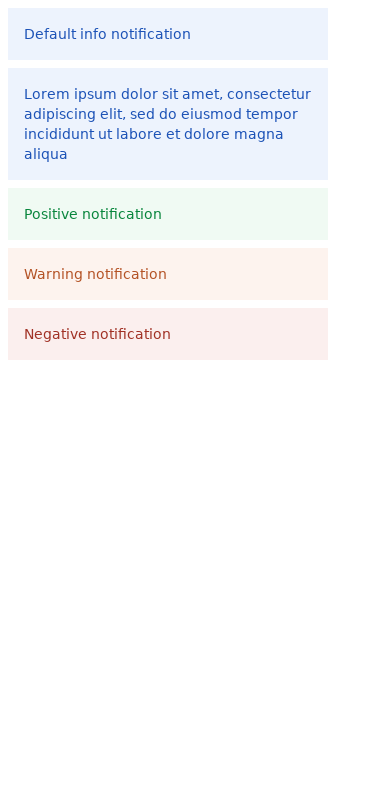 Default info notification
Lorem ipsum dolor sit amet, consectetur
adipiscing elit, sed do eiusmod tempor
incididunt ut labore et dolore magna
aliqua
Positive notification
Warning notification
Negative notification